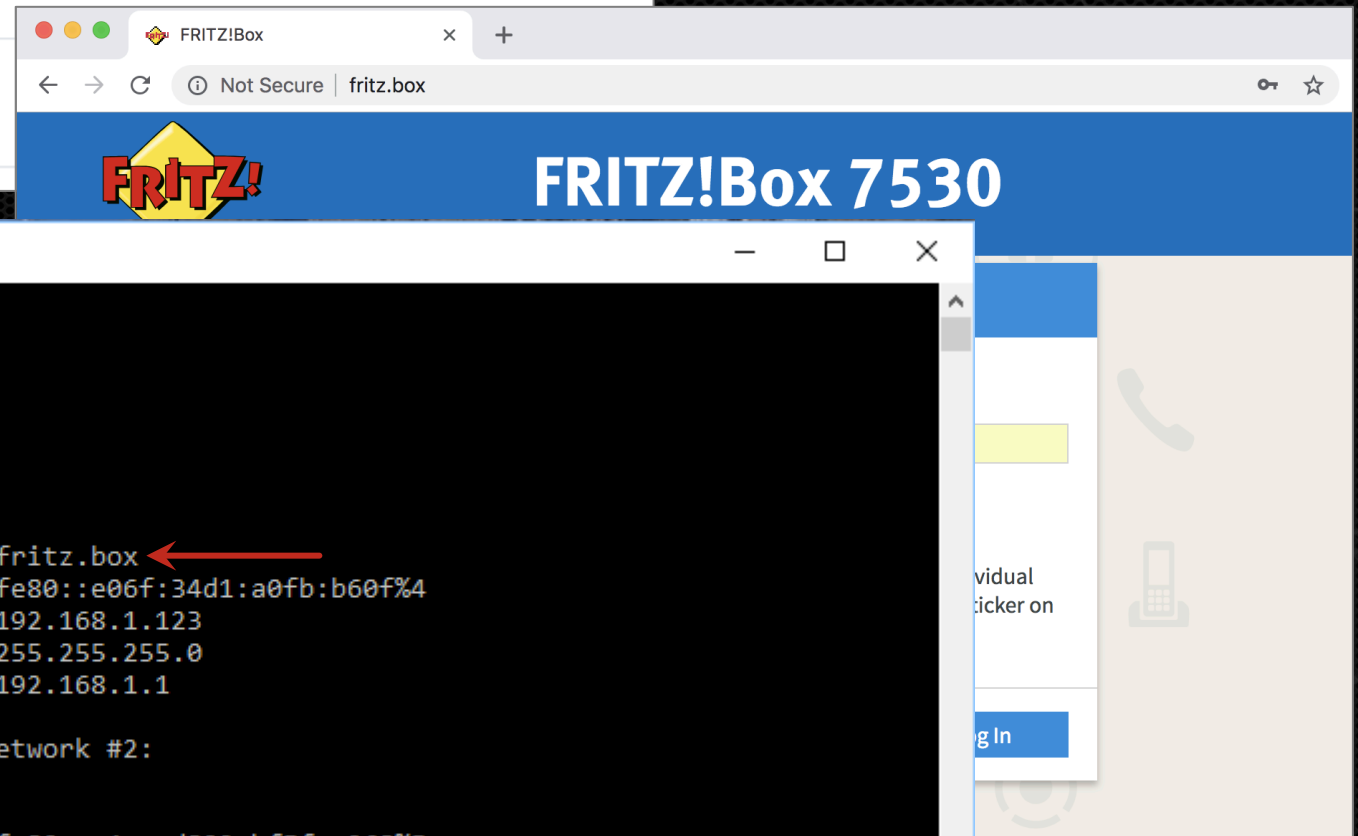 FRITZ!Box
Not Secure
fritz.box
FRITZ!
FRITZ!Box 7530
fritz.box
fe80::e06f:34d1:a0fb:b60f%4
192.168.1.123
255.255.255.0
192.168.1.1
etwork #2:
vidual
ticker on
g In